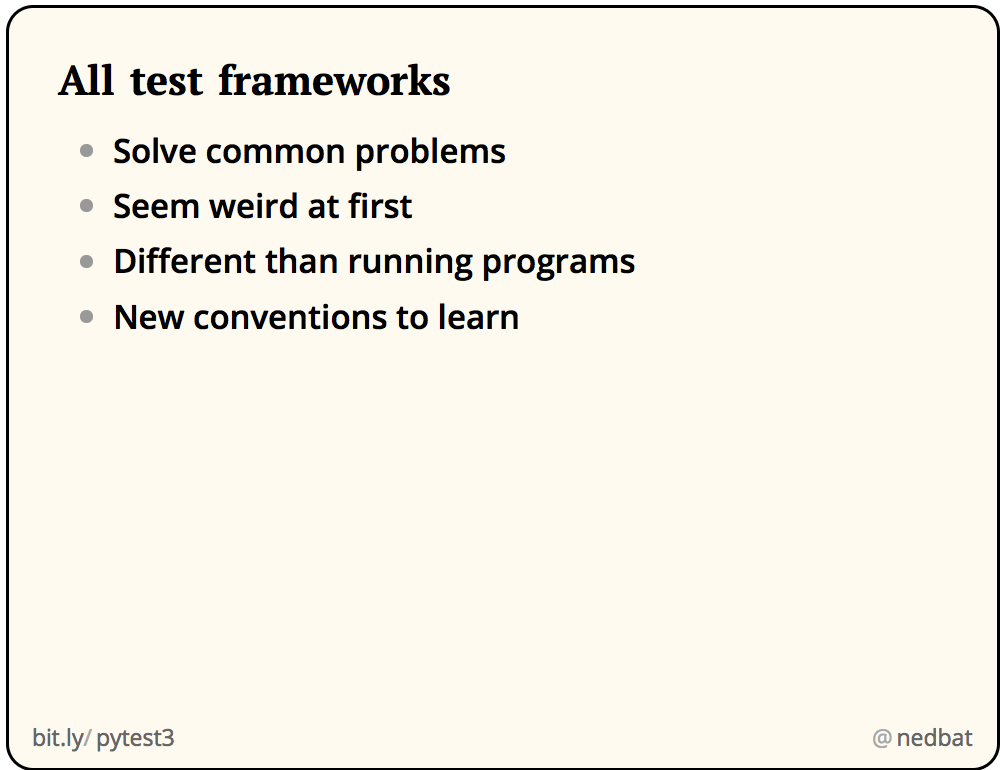 All test frameworks
Solve common problems
Seem weird at first
Different than running programs
New conventions to learn
bit.ly/pytest3
@nedbat